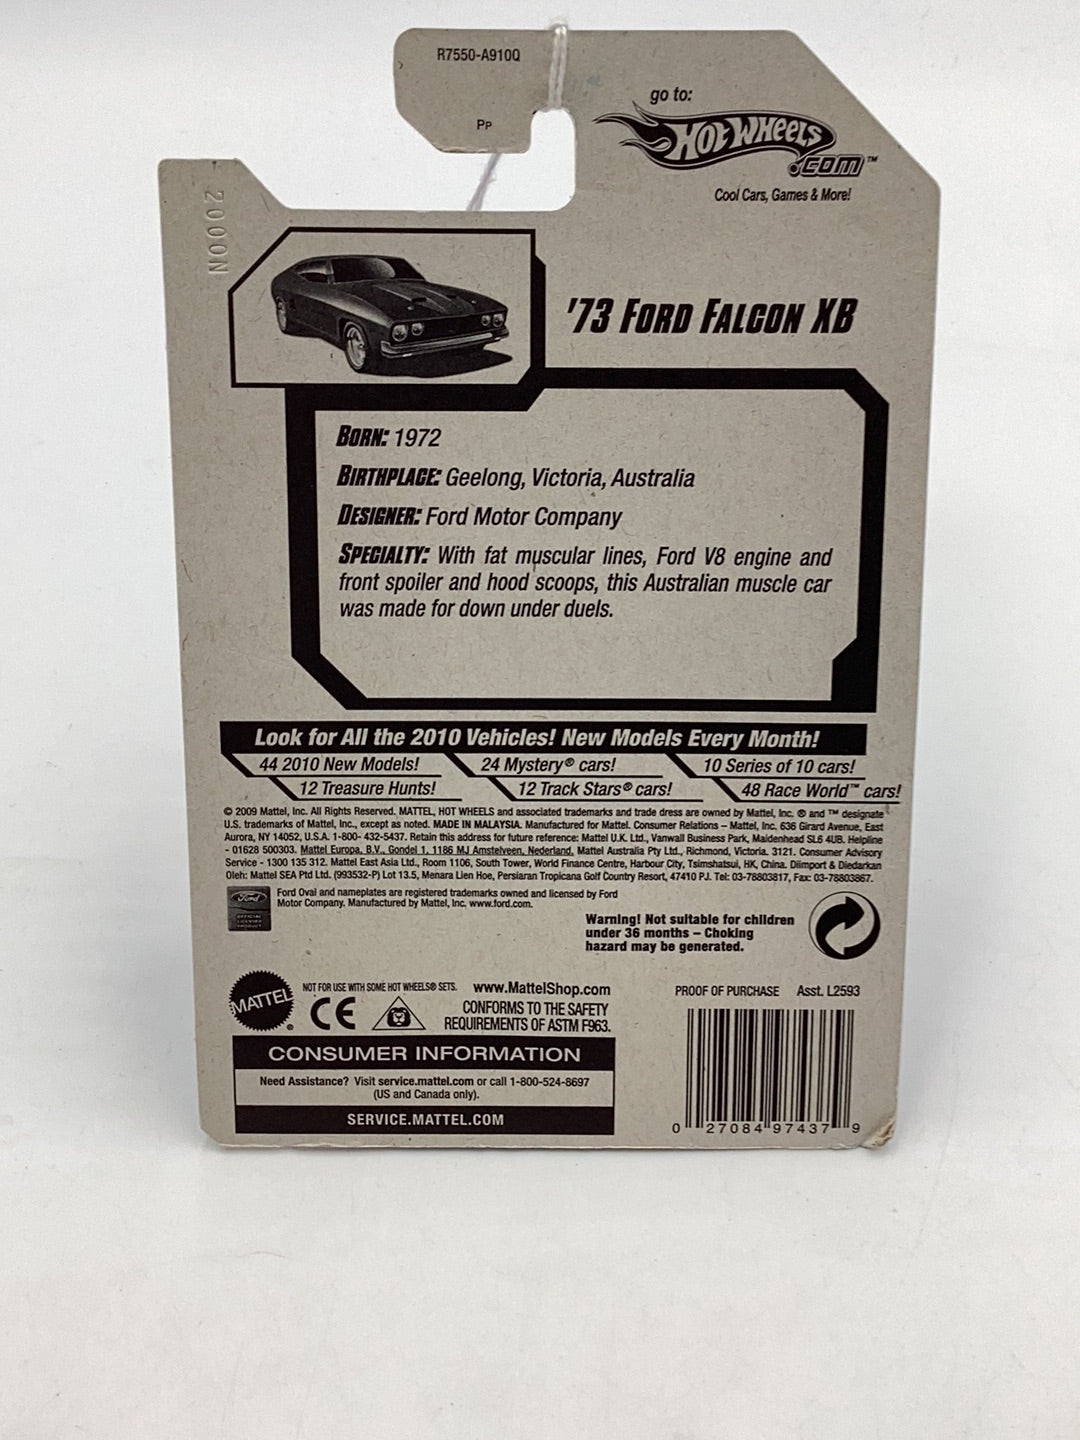 R7550-A910Q
PP
go to:
HOT WHEELS
.COM™
Cool Cars, Games & More!
2000N
'73 FORD FALCON XB
BORN: 1972
BIRTHPLACE: Geelong, Victoria, Australia
DESIGNER: Ford Motor Company
SPECIALTY: With fat muscular lines, Ford V8 engine and
front spoiler and hood scoops, this Australian muscle car
was made for down under duels.
Look for All the 2010 Vehicles! New Models Every Month!
44 2010 New Models! 24 Mystery® cars! 10 Series of 10 cars!
12 Treasure Hunts! 12 Track Stars® cars! 48 Race World™ cars!
© 2009 Mattel, Inc. All Rights Reserved. MATTEL, HOT WHEELS and associated trademarks and trade dress are owned by Mattel, Inc. ® and ™ designate
U.S. trademarks of Mattel, Inc., except as noted. MADE IN MALAYSIA. Manufactured for Mattel. Consumer Relations – Mattel, Inc. 636 Girard Avenue, East
Aurora, NY 14052, U.S.A. 1-800- 432-5437. Retain this address for future reference: Mattel U.K. Ltd., Vanwall Business Park, Maidenhead SL6 4UB. Helpline
- 01628 500303. Mattel Europa, B.V., Gondel 1, 1186 MJ Amstelveen, Nederland. Mattel Australia Pty Ltd., Richmond, Victoria. 3121. Consumer Advisory
Service - 1300 135 312. Mattel East Asia Ltd., Room 1106, South Tower, World Finance Centre, Harbour City, Tsimshatsui, HK, China. Diimport & Diedarkan
Oleh: Mattel SEA Ptd Ltd. (993532-P) Lot 13.5, Menara Lien Hoe, Persiaran Tropicana Golf Country Resort, 47410 PJ. Tel: 03-78803817, Fax: 03-78803867.
Ford
OFFICIAL
LICENSED
PRODUCT
Ford Oval and nameplates are registered trademarks owned and licensed by Ford
Motor Company. Manufactured by Mattel, Inc. www.ford.com.
Warning! Not suitable for children
under 36 months – Choking
hazard may be generated.
MATTEL®
NOT FOR USE WITH SOME HOT WHEELS® SETS. www.MattelShop.com
CE
CONFORMS TO THE SAFETY
REQUIREMENTS OF ASTM F963.
PROOF OF PURCHASE Asst. L2593
CONSUMER INFORMATION
Need Assistance? Visit service.mattel.com or call 1-800-524-8697
(US and Canada only).
SERVICE.MATTEL.COM
0 27084 97437 9